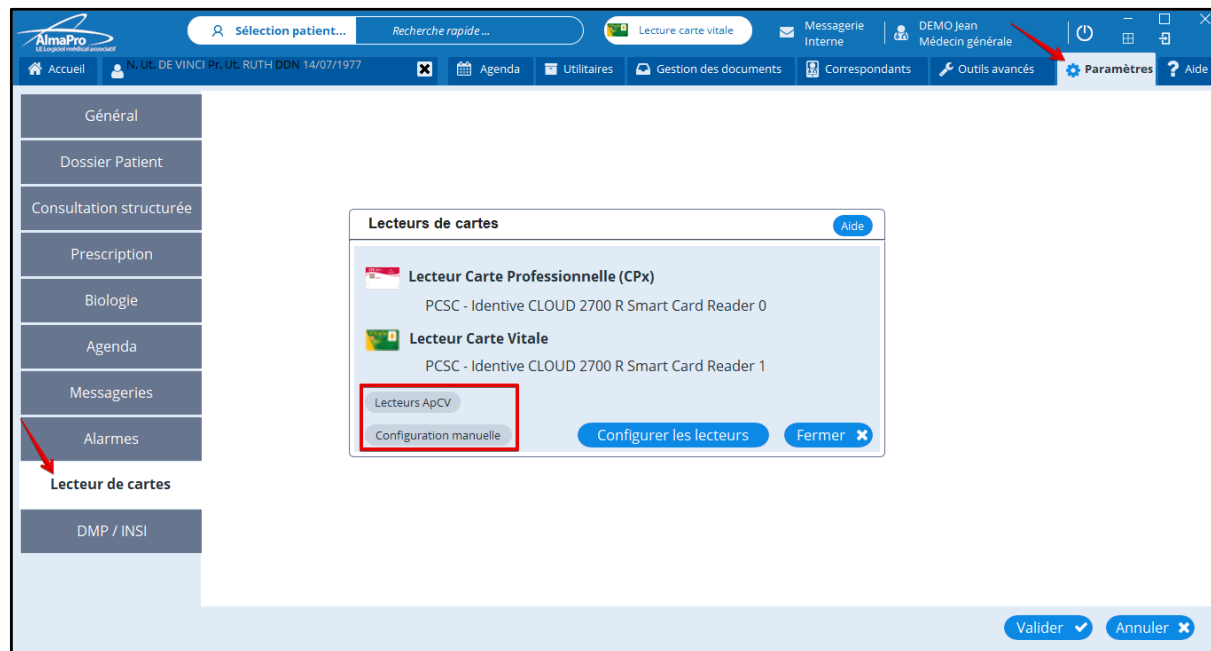 AlmaPro
LE Logiciel médical associatif
Sélection patient...
Recherche rapide ...
Lecture carte vitale
Messagerie
Interne
DEMO Jean
Médecin générale
Accueil
N. Ut. DE VINCI Pr. Ut. RUTH DDN 14/07/1977
Agenda
Utilitaires
Gestion des documents
Correspondants
Outils avancés
Paramètres
? Aide
Général
Dossier Patient
Consultation structurée
Prescription
Biologie
Agenda
Messageries
Alarmes
Lecteur de cartes
DMP / INSI
Lecteurs de cartes
Aide
Lecteur Carte Professionnelle (CPx)
PCSC - Identive CLOUD 2700 R Smart Card Reader 0
Lecteur Carte Vitale
PCSC - Identive CLOUD 2700 R Smart Card Reader 1
Lecteurs ApCV
Configuration manuelle
Configurer les lecteurs
Fermer
Valider
Annuler